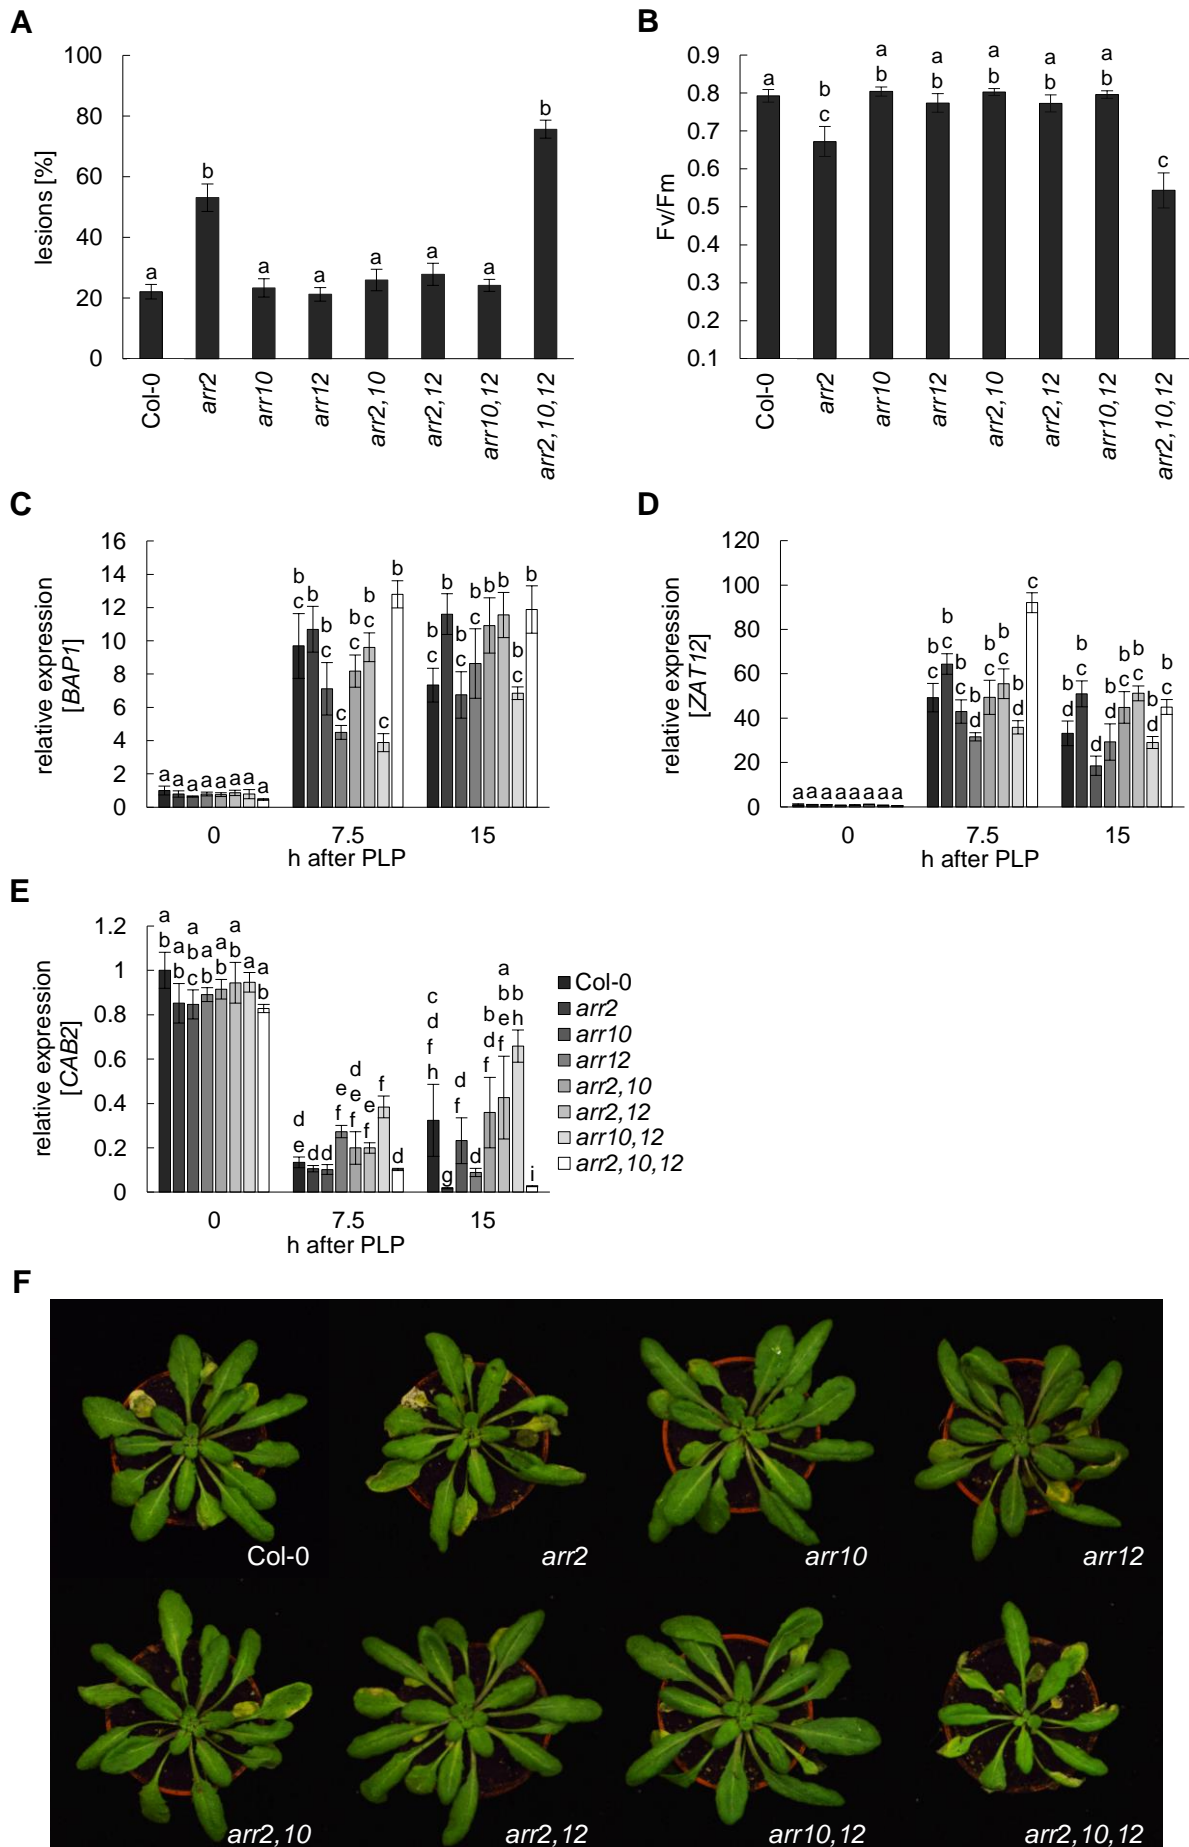 A
lesions [%]
100
80
60
40
20
0
a
b
a
a
a
a
a
b
Col-0
arr2
arr10
arr12
arr2,10
arr2,12
arr10,12
arr2,10,12
B
Fv/Fm
0.9
0.8
0.7
0.6
0.5
0.4
0.3
0.2
0.1
a
b
c
a
b
a
b
a
b
a
b
a
b
c
Col-0
arr2
arr10
arr12
arr2,10
arr2,12
arr10,12
arr2,10,12
C
relative expression
[BAP1]
16
14
12
10
8
6
4
2
0
a a a a a a a a
b
c
b
b
c
c
b
c
b
c
c
b
b
c
b
b
c
b
c
b
b
b
c
b
0
7.5
15
h after PLP
D
relative expression
[ZAT12]
120
100
80
60
40
20
0
a a a a a a a a
b
c
b
c
b
c
b
d
b
c
b
c
b
d
c
b
d
b
c
d
b
d
b
c
b
c
b
d
b
c
0
7.5
15
h after PLP
E
relative expression
[CAB2]
1.2
1
0.8
0.6
0.4
0.2
0
a
b
a
b
a
b
c
a
b
a
b
a
b
a
a
b
d
e
d
d
e
f
d
e
f
e
f
f
d
c
d
f
h
g
d
f
d
b
d
f
a
b
e
f
b
h
i
0
7.5
15
h after PLP
Col-0
arr2
arr10
arr12
arr2,10
arr2,12
arr10,12
arr2,10,12
F
Col-0
arr2
arr10
arr12
arr2,10
arr2,12
arr10,12
arr2,10,12